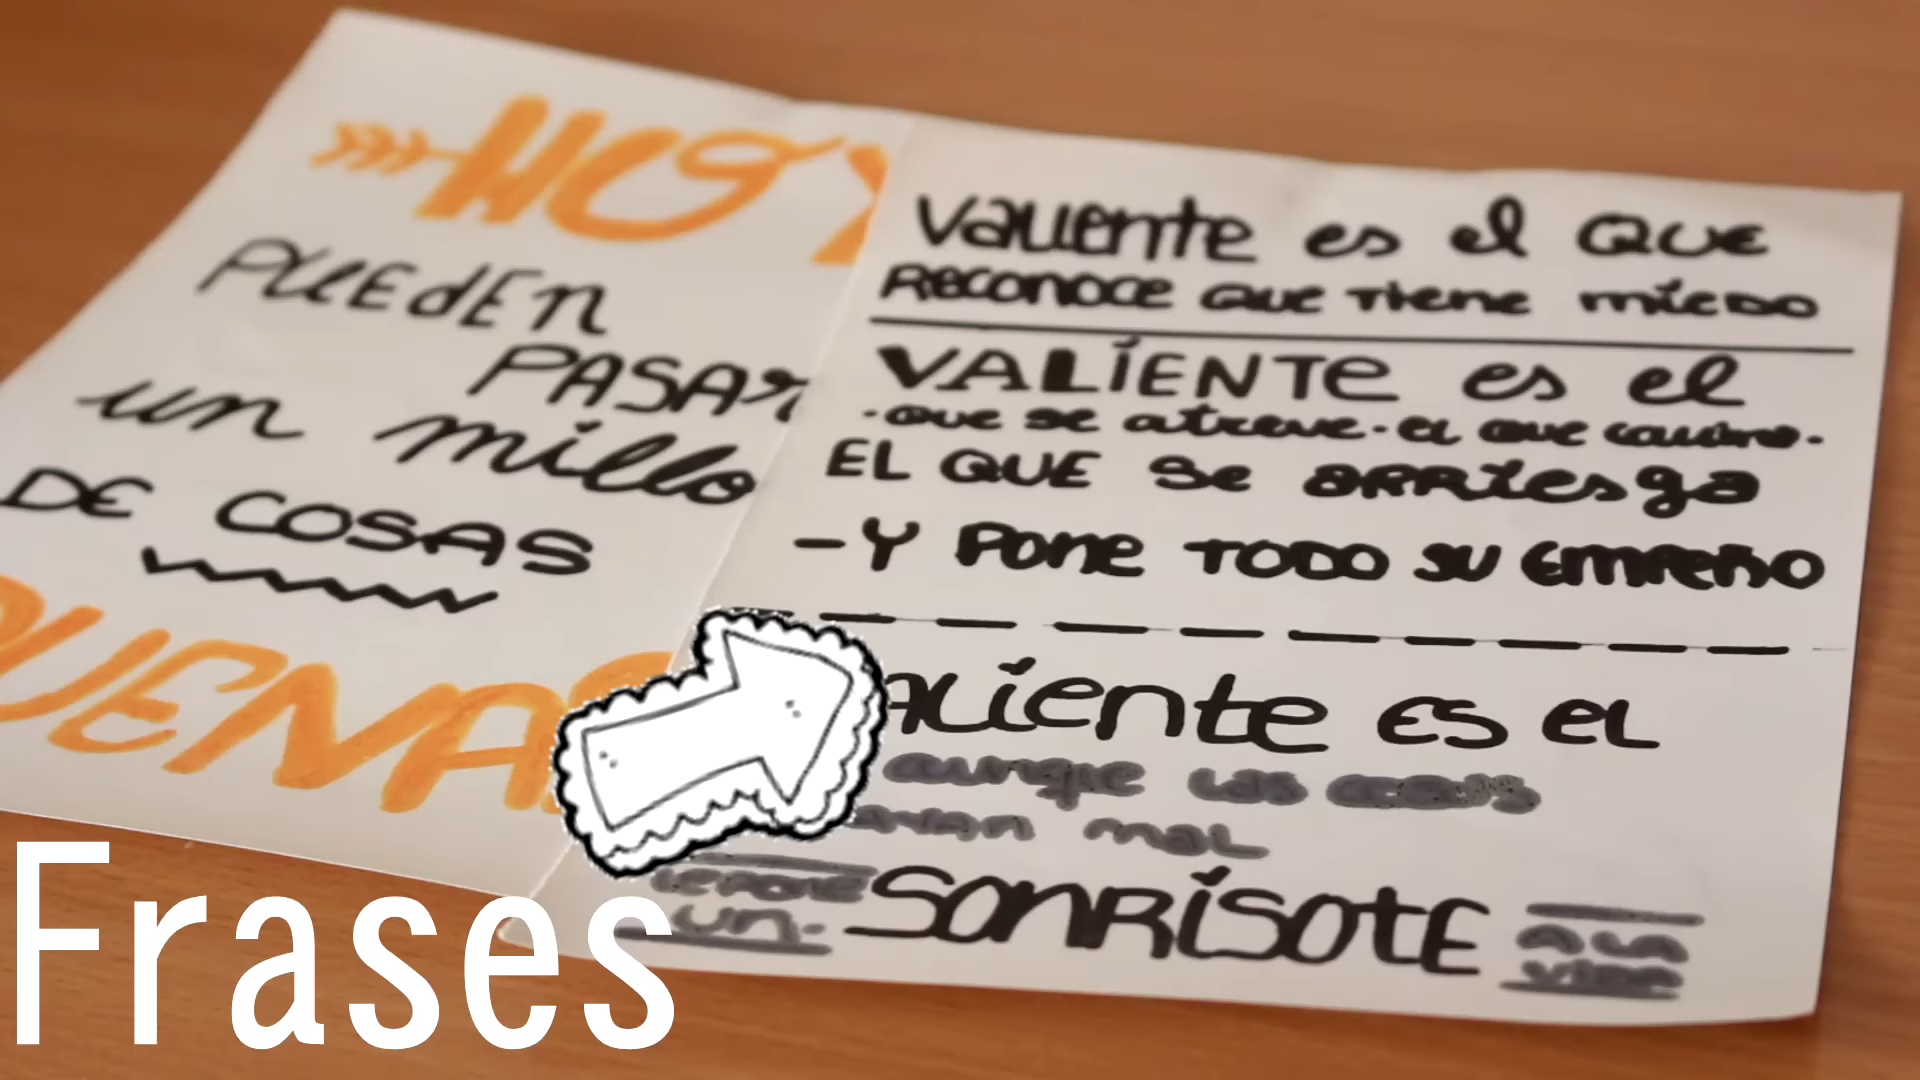 HOY
PUEDEN
PASAR
un millo
DE COSAS
BUENAS
Valiente es el QUE
RECONOCE QUE TIENE MIEDO
VALIENTE es el
·QUE se atreve·el QUE camino·
EL QUE Se ARRIESGA
-Y PONE TODO SU EMPEÑO
ALIENTE ES EL
aunque las cosas
AYAN MAL
LE PONE
UN·
SONRISOTE
A LA
VIDA
Frases